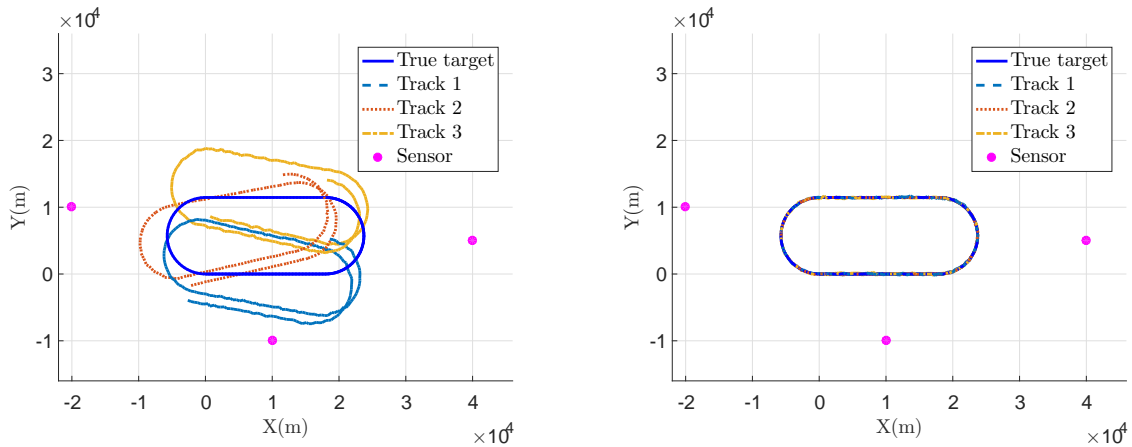 ×10⁴
3
2
1
0
-1
Y(m)
-2 -1 0 1 2 3 4
X(m)
×10⁴
True target
Track 1
Track 2
Track 3
Sensor
×10⁴
3
2
1
0
-1
Y(m)
-2 -1 0 1 2 3 4
X(m)
×10⁴
True target
Track 1
Track 2
Track 3
Sensor